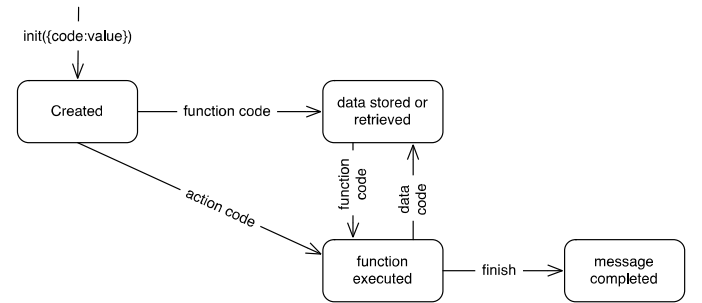 init({code:value})
Created
function code
data stored or
retrieved
function
code
data
code
action code
function
executed
finish
message
completed